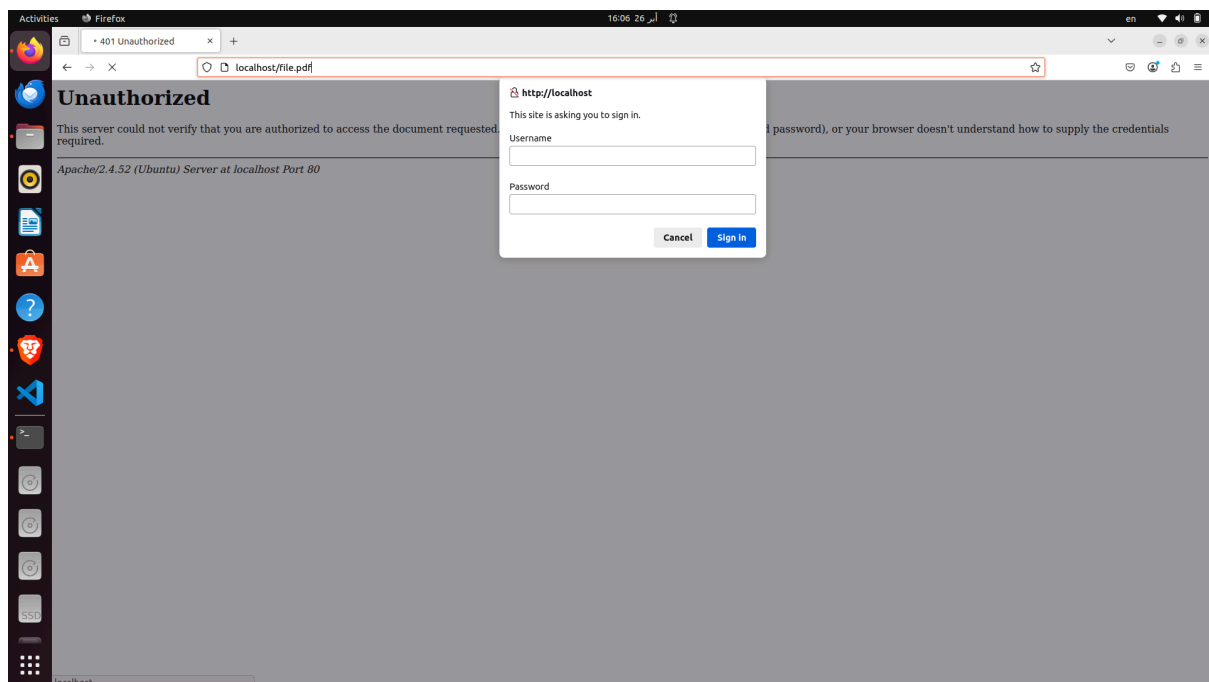 Activities Firefox 16:06 26 أبر en
401 Unauthorized
localhost/file.pdf
Unauthorized
This server could not verify that you are authorized to access the document requested. password), or your browser doesn't understand how to supply the credentials
required.
Apache/2.4.52 (Ubuntu) Server at localhost Port 80
http://localhost
This site is asking you to sign in.
Username
Password
Cancel Sign in
SSD